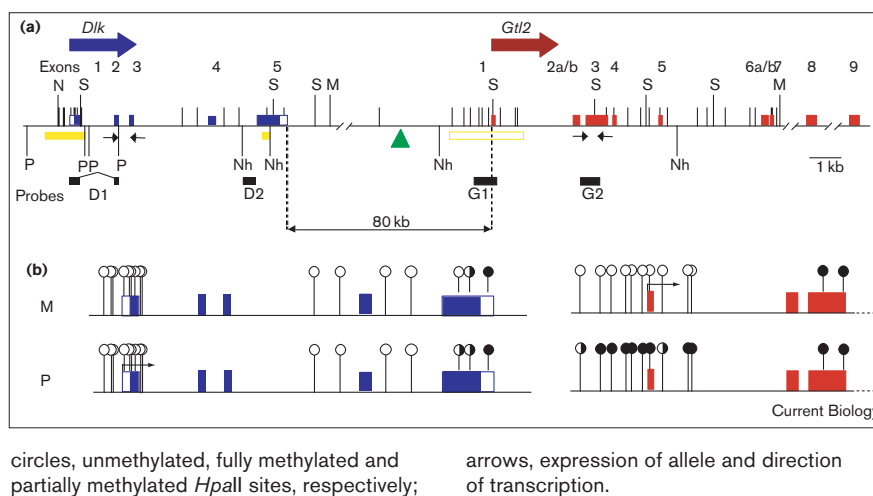 (a)
Dlk
Gtl2
Exons 1 2 3 4 5 1 2a/b 3 4 5 6a/b 7 8 9
N S S S M S S S S M
P PP P Nh Nh Nh Nh
Probes D1 D2 G1 G2
1 kb
80 kb
(b)
M
P
Current Biology
circles, unmethylated, fully methylated and
partially methylated HpaII sites, respectively;
arrows, expression of allele and direction
of transcription.